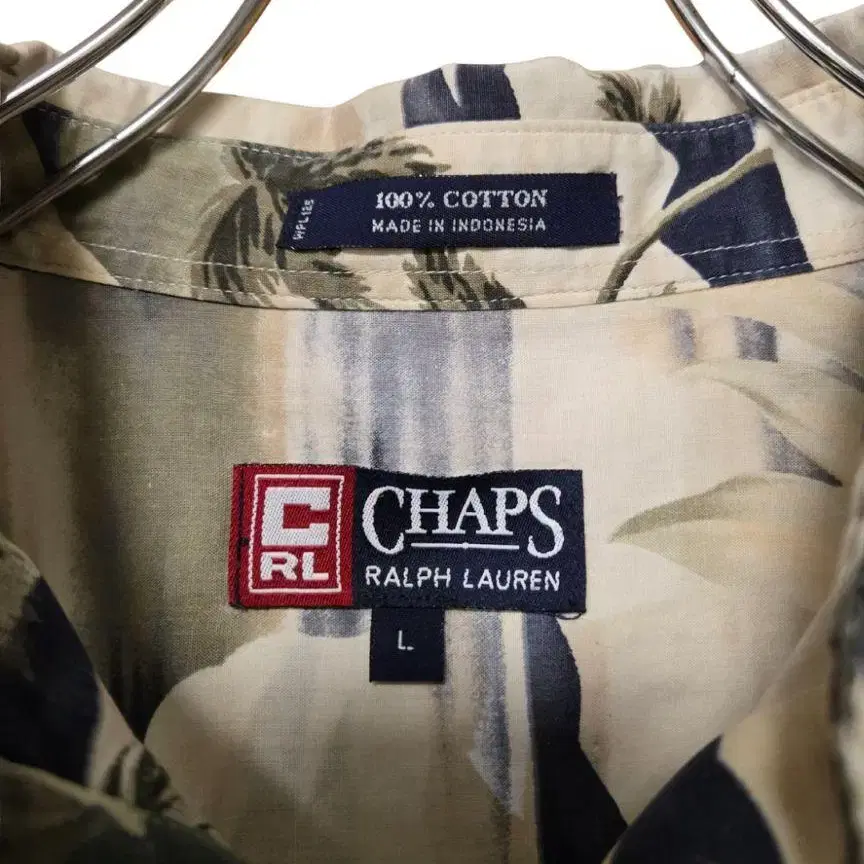 100% COTTON
MADE IN INDONESIA
WPL125
C
RL
CHAPS
RALPH LAUREN
L